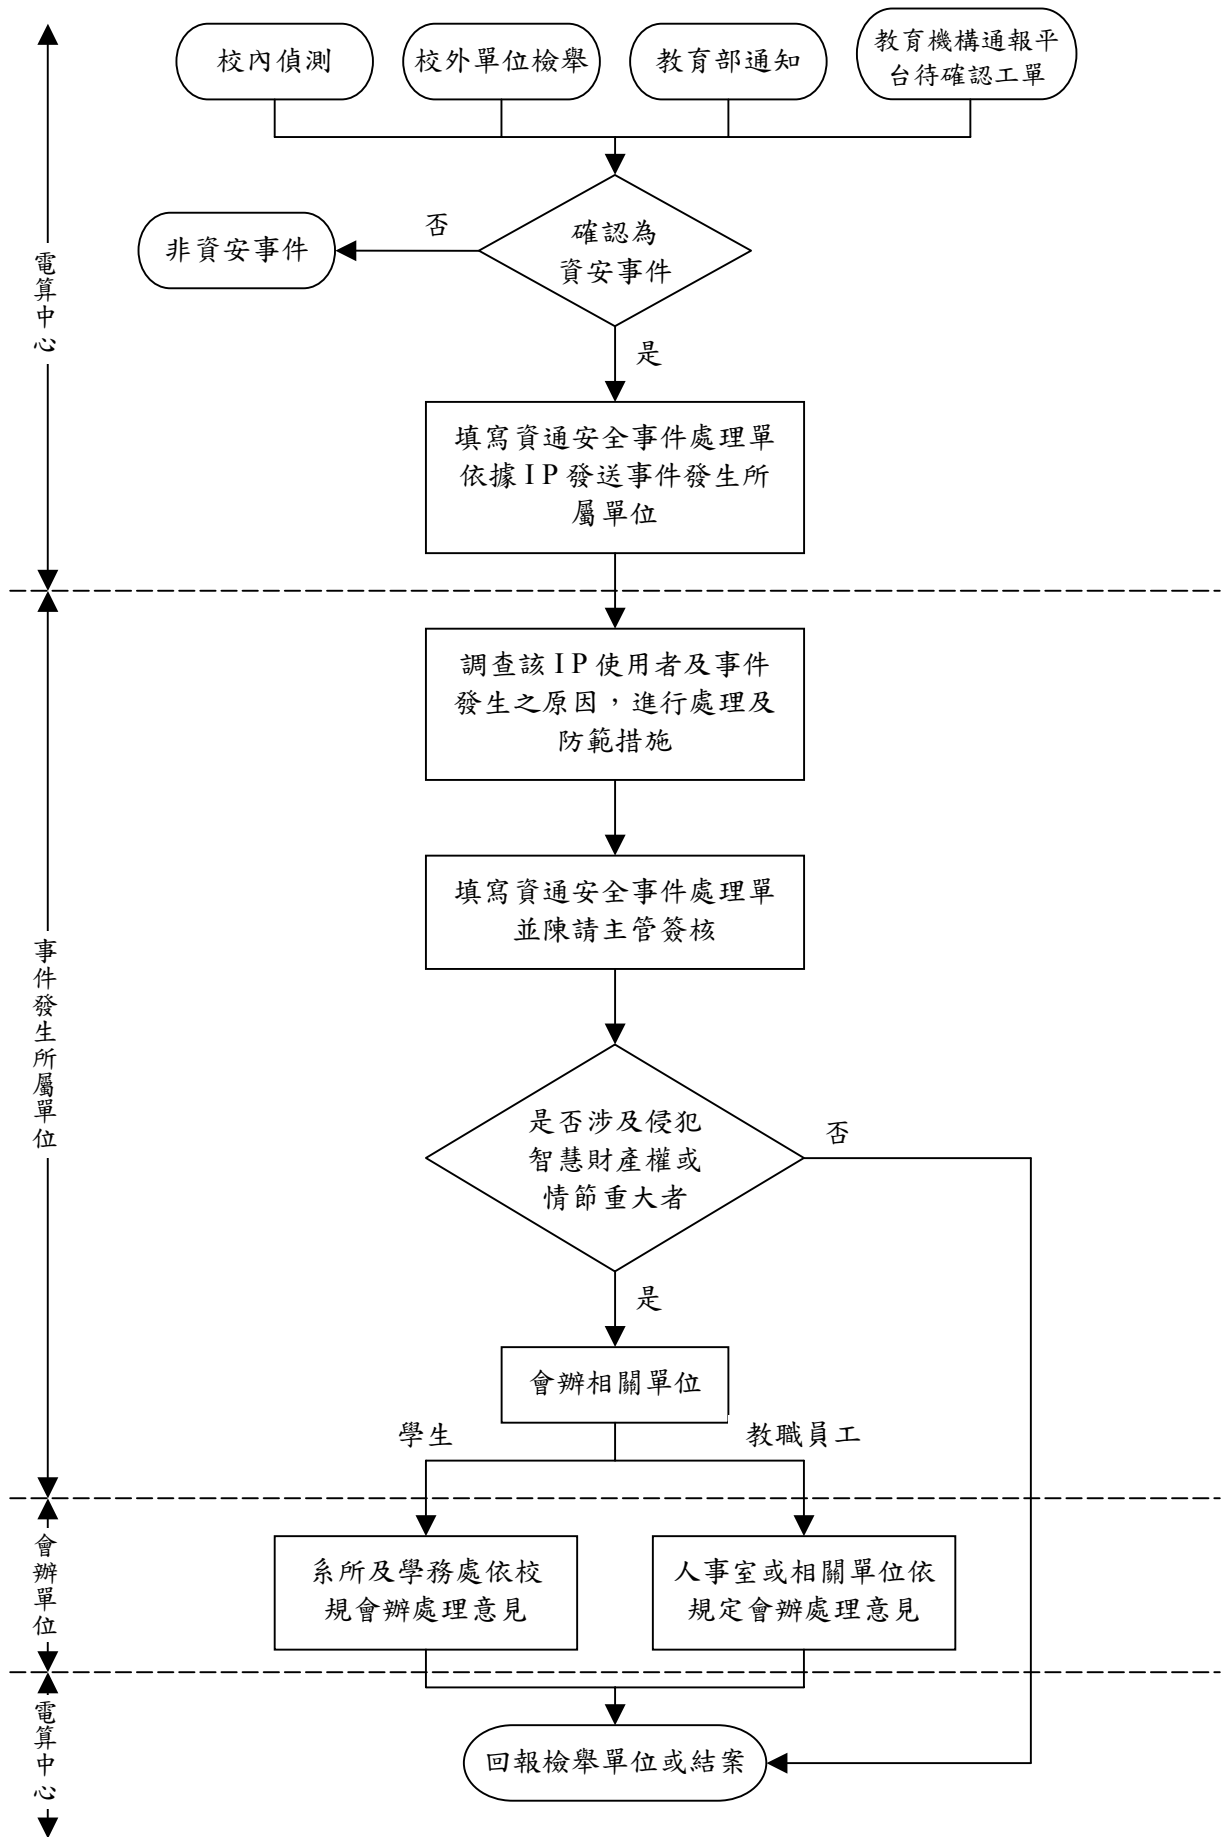 校內偵測
校外單位檢舉
教育部通知
教育機構通報平
台待確認工單
確認為
資安事件
否
非資安事件
是
電算中心
填寫資通安全事件處理單
依據IP發送事件發生所
屬單位
調查該IP使用者及事件
發生之原因,進行處理及
防範措施
填寫資通安全事件處理單
並陳請主管簽核
事件發生所屬單位
是否涉及侵犯
智慧財產權或
情節重大者
否
是
會辦相關單位
學生
教職員工
會辦單位
系所及學務處依校
規會辦處理意見
人事室或相關單位依
規定會辦處理意見
電算中心
回報檢舉單位或結案